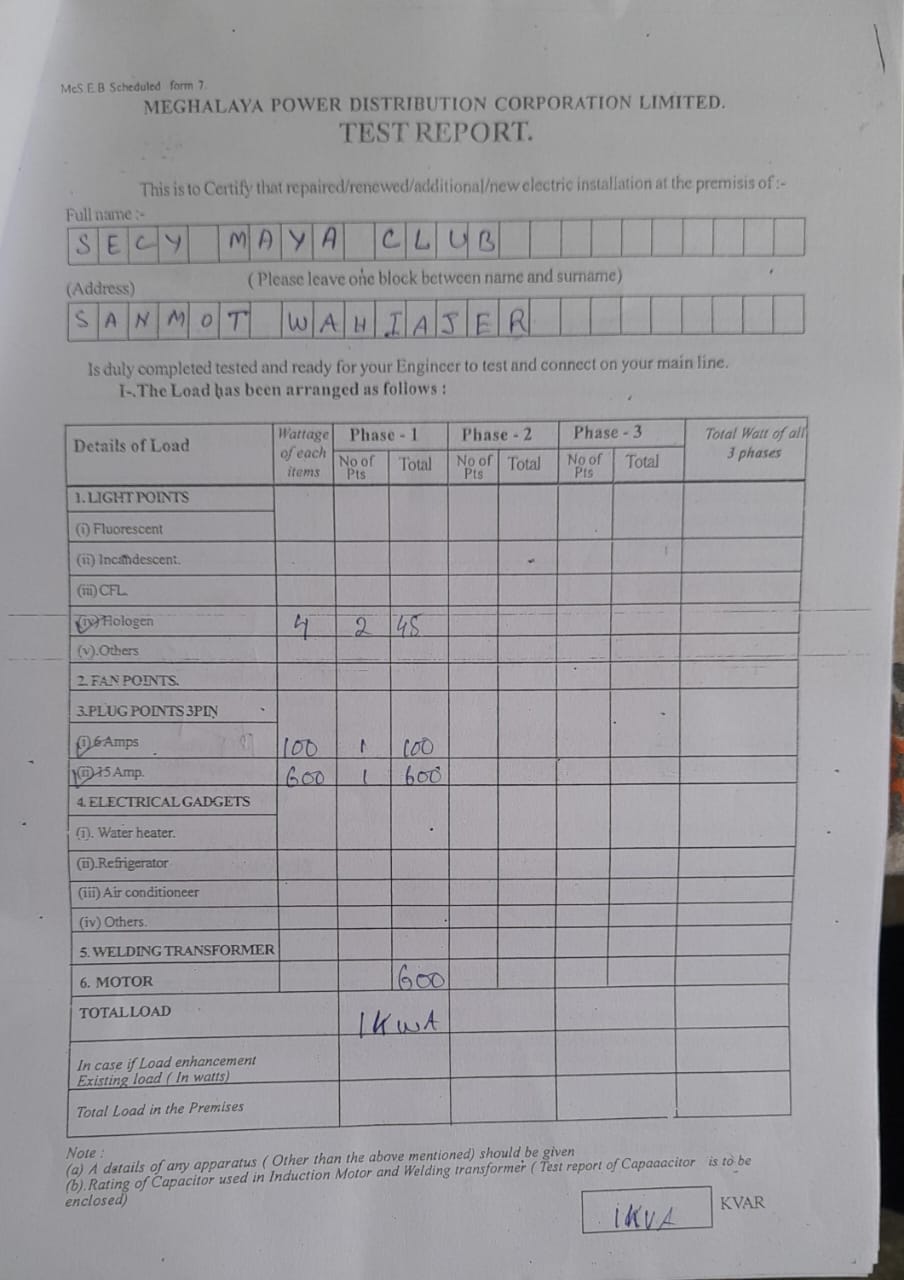 McS.E.B Scheduled form 7.
MEGHALAYA POWER DISTRIBUTION CORPORATION LIMITED.
TEST REPORT.
This is to Certify that repaired/renewed/additional/new electric installation at the premisis of :-
Full name :-
SECY MAYA CLUB
(Please leave one block between name and surname)
(Address)
SANMOT WAHIAJER
Is duly completed tested and ready for your Engineer to test and connect on your main line.
I-.The Load has been arranged as follows :
Details of Load Wattage of each items Phase - 1 Phase - 2 Phase - 3 Total Watt of all 3 phases
No of Pts Total No of Pts Total No of Pts Total
1. LIGHT POINTS
(i) Fluorescent
(ii) Incandescent.
(iii) CFL
(iv) Hologen 4 2 45
(v).Others
2. FAN POINTS.
3.PLUG POINTS 3PIN
(i) 6 Amps 100 1 100
(ii) 15 Amp. 600 1 600
4. ELECTRICAL GADGETS
(i). Water heater.
(ii).Refrigerator
(iii) Air conditioneer
(iv) Others.
5. WELDING TRANSFORMER
6. MOTOR 600
TOTAL LOAD 1KWA
In case if Load enhancement
Existing load ( In watts)
Total Load in the Premises
Note :
(a) A details of any apparatus ( Other than the above mentioned) should be given
(b).Rating of Capacitor used in Induction Motor and Welding transformer ( Test report of Capaaacitor is to be
enclosed)
1KVA KVAR